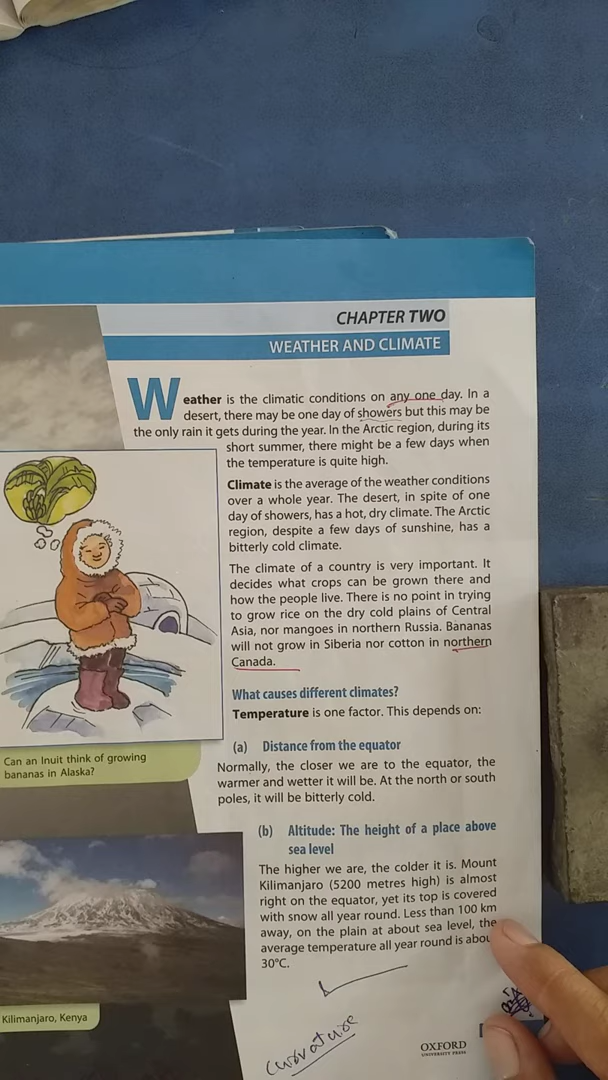 CHAPTER TWO
WEATHER AND CLIMATE
Weather is the climatic conditions on any one day. In a
desert, there may be one day of showers but this may be
the only rain it gets during the year. In the Arctic region, during its
short summer, there might be a few days when
the temperature is quite high.
Climate is the average of the weather conditions
over a whole year. The desert, in spite of one
day of showers, has a hot, dry climate. The Arctic
region, despite a few days of sunshine, has a
bitterly cold climate.
The climate of a country is very important. It
decides what crops can be grown there and
how the people live. There is no point in trying
to grow rice on the dry cold plains of Central
Asia, nor mangoes in northern Russia. Bananas
will not grow in Siberia nor cotton in northern
Canada.
Can an Inuit think of growing
bananas in Alaska?
What causes different climates?
Temperature is one factor. This depends on:
(a) Distance from the equator
Normally, the closer we are to the equator, the
warmer and wetter it will be. At the north or south
poles, it will be bitterly cold.
(b) Altitude: The height of a place above
sea level
The higher we are, the colder it is. Mount
Kilimanjaro (5200 metres high) is almost
right on the equator, yet its top is covered
with snow all year round. Less than 100 km
away, on the plain at about sea level, the
average temperature all year round is abou
30°C.
Kilimanjaro, Kenya
curvature
OXFORD
UNIVERSITY PRESS